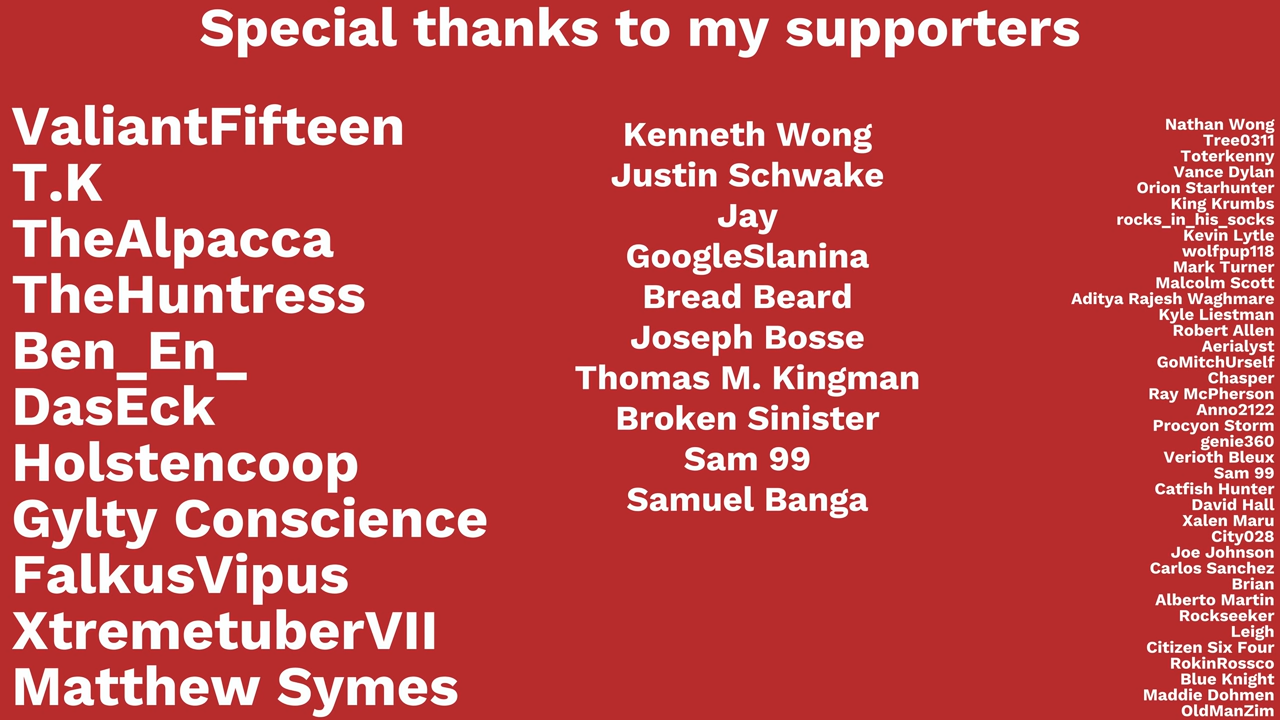 Special thanks to my supporters
ValiantFifteen
T.K
TheAlpacca
TheHuntress
Ben_En_
DasEck
Holstencoop
Gylty Conscience
FalkusVipus
XtremetuberVII
Matthew Symes
Kenneth Wong
Justin Schwake
Jay
GoogleSlanina
Bread Beard
Joseph Bosse
Thomas M. Kingman
Broken Sinister
Sam 99
Samuel Banga
Nathan Wong
Tree0311
Toterkenny
Vance Dylan
Orion Starhunter
King Krumbs
rocks_in_his_socks
Kevin Lytle
wolfpup118
Mark Turner
Malcolm Scott
Aditya Rajesh Waghmare
Kyle Liestman
Robert Allen
Aerialyst
GoMitchUrself
Chasper
Ray McPherson
Anno2122
Procyon Storm
genie360
Verioth Bleux
Sam 99
Catfish Hunter
David Hall
Xalen Maru
City028
Joe Johnson
Carlos Sanchez
Brian
Alberto Martin
Rockseeker
Leigh
Citizen Six Four
RokinRossco
Blue Knight
Maddie Dohmen
OldManZim